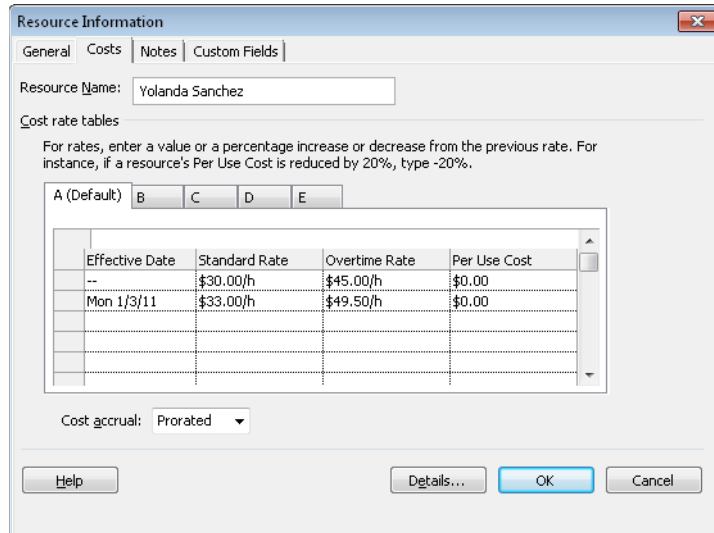 Resource Information
General Costs Notes Custom Fields
Resource Name: Yolanda Sanchez
Cost rate tables
For rates, enter a value or a percentage increase or decrease from the previous rate. For
instance, if a resource's Per Use Cost is reduced by 20%, type -20%.
A (Default) B C D E
Effective Date Standard Rate Overtime Rate Per Use Cost
-- $30.00/h $45.00/h $0.00
Mon 1/3/11 $33.00/h $49.50/h $0.00
Cost accrual: Prorated
Help Details... OK Cancel